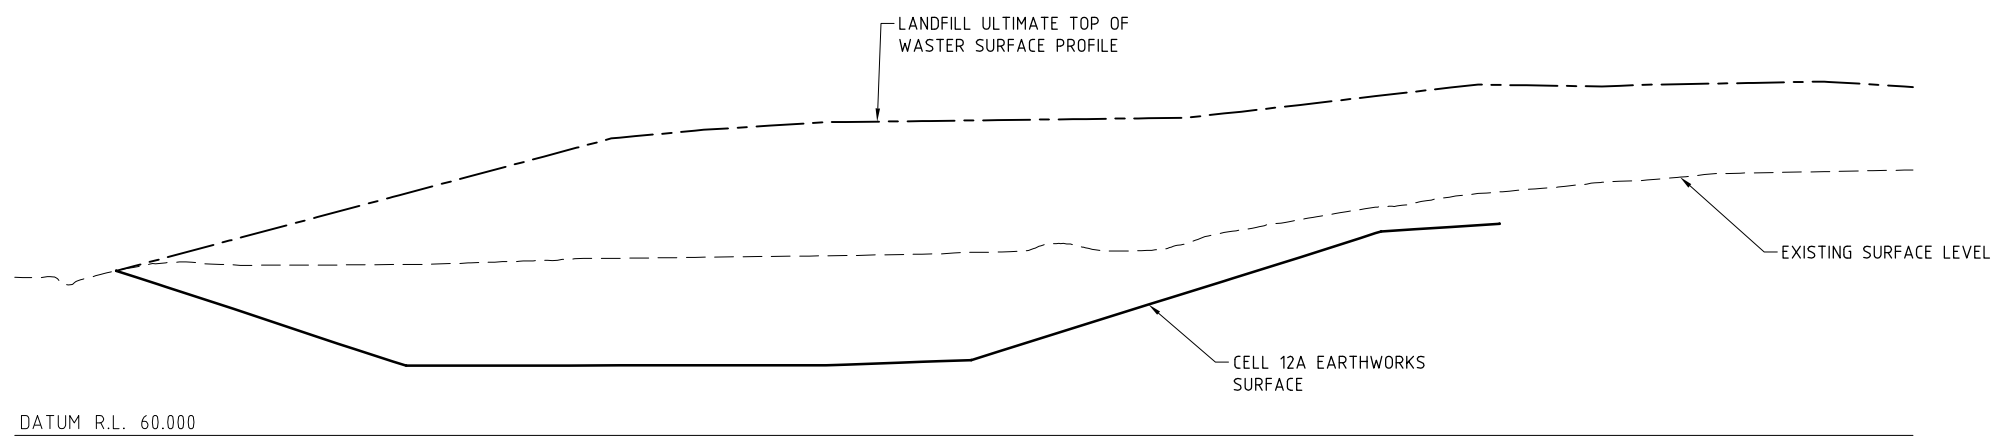 LANDFILL ULTIMATE TOP OF
WASTER SURFACE PROFILE
EXISTING SURFACE LEVEL
CELL 12A EARTHWORKS
SURFACE
DATUM R.L. 60.000